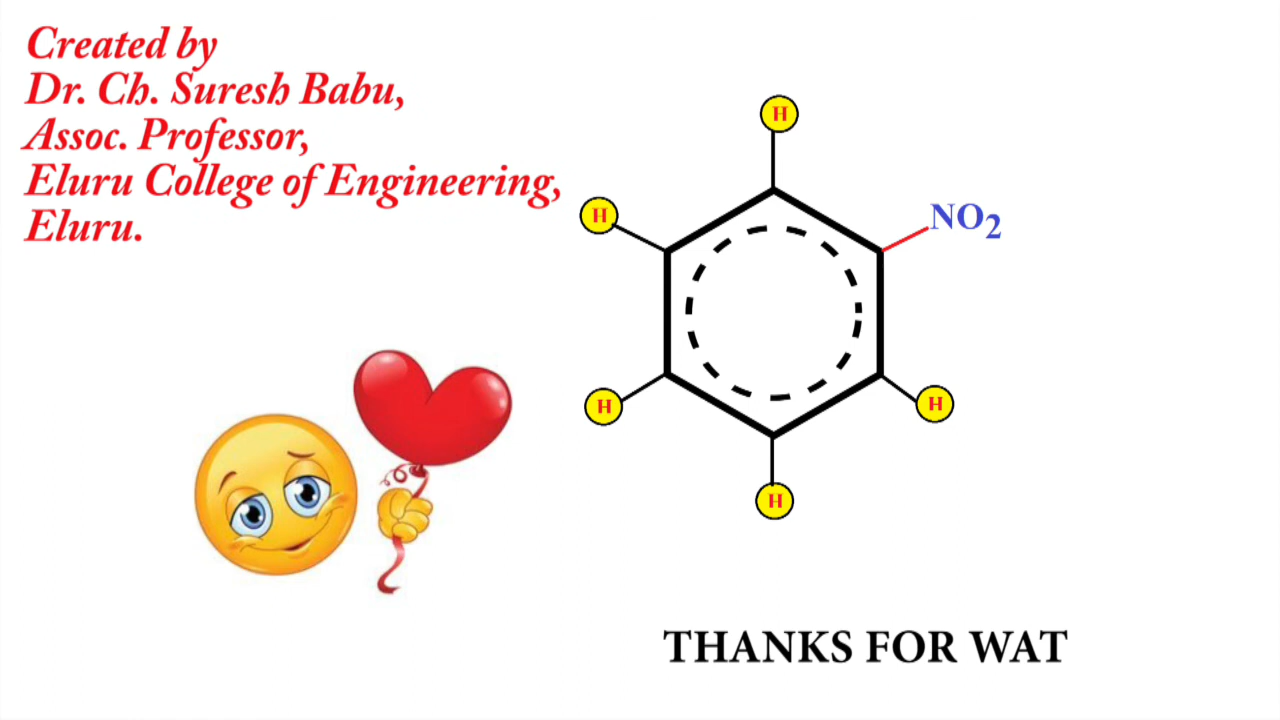 Created by
Dr. Ch. Suresh Babu,
Assoc. Professor,
Eluru College of Engineering,
Eluru.
H
H
NO2
H
H
H
THANKS FOR WAT